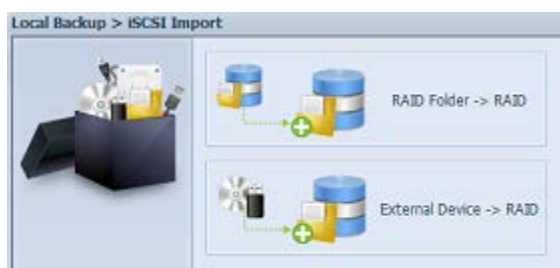 Local Backup > iSCSI Import
RAID Folder -> RAID
External Device -> RAID